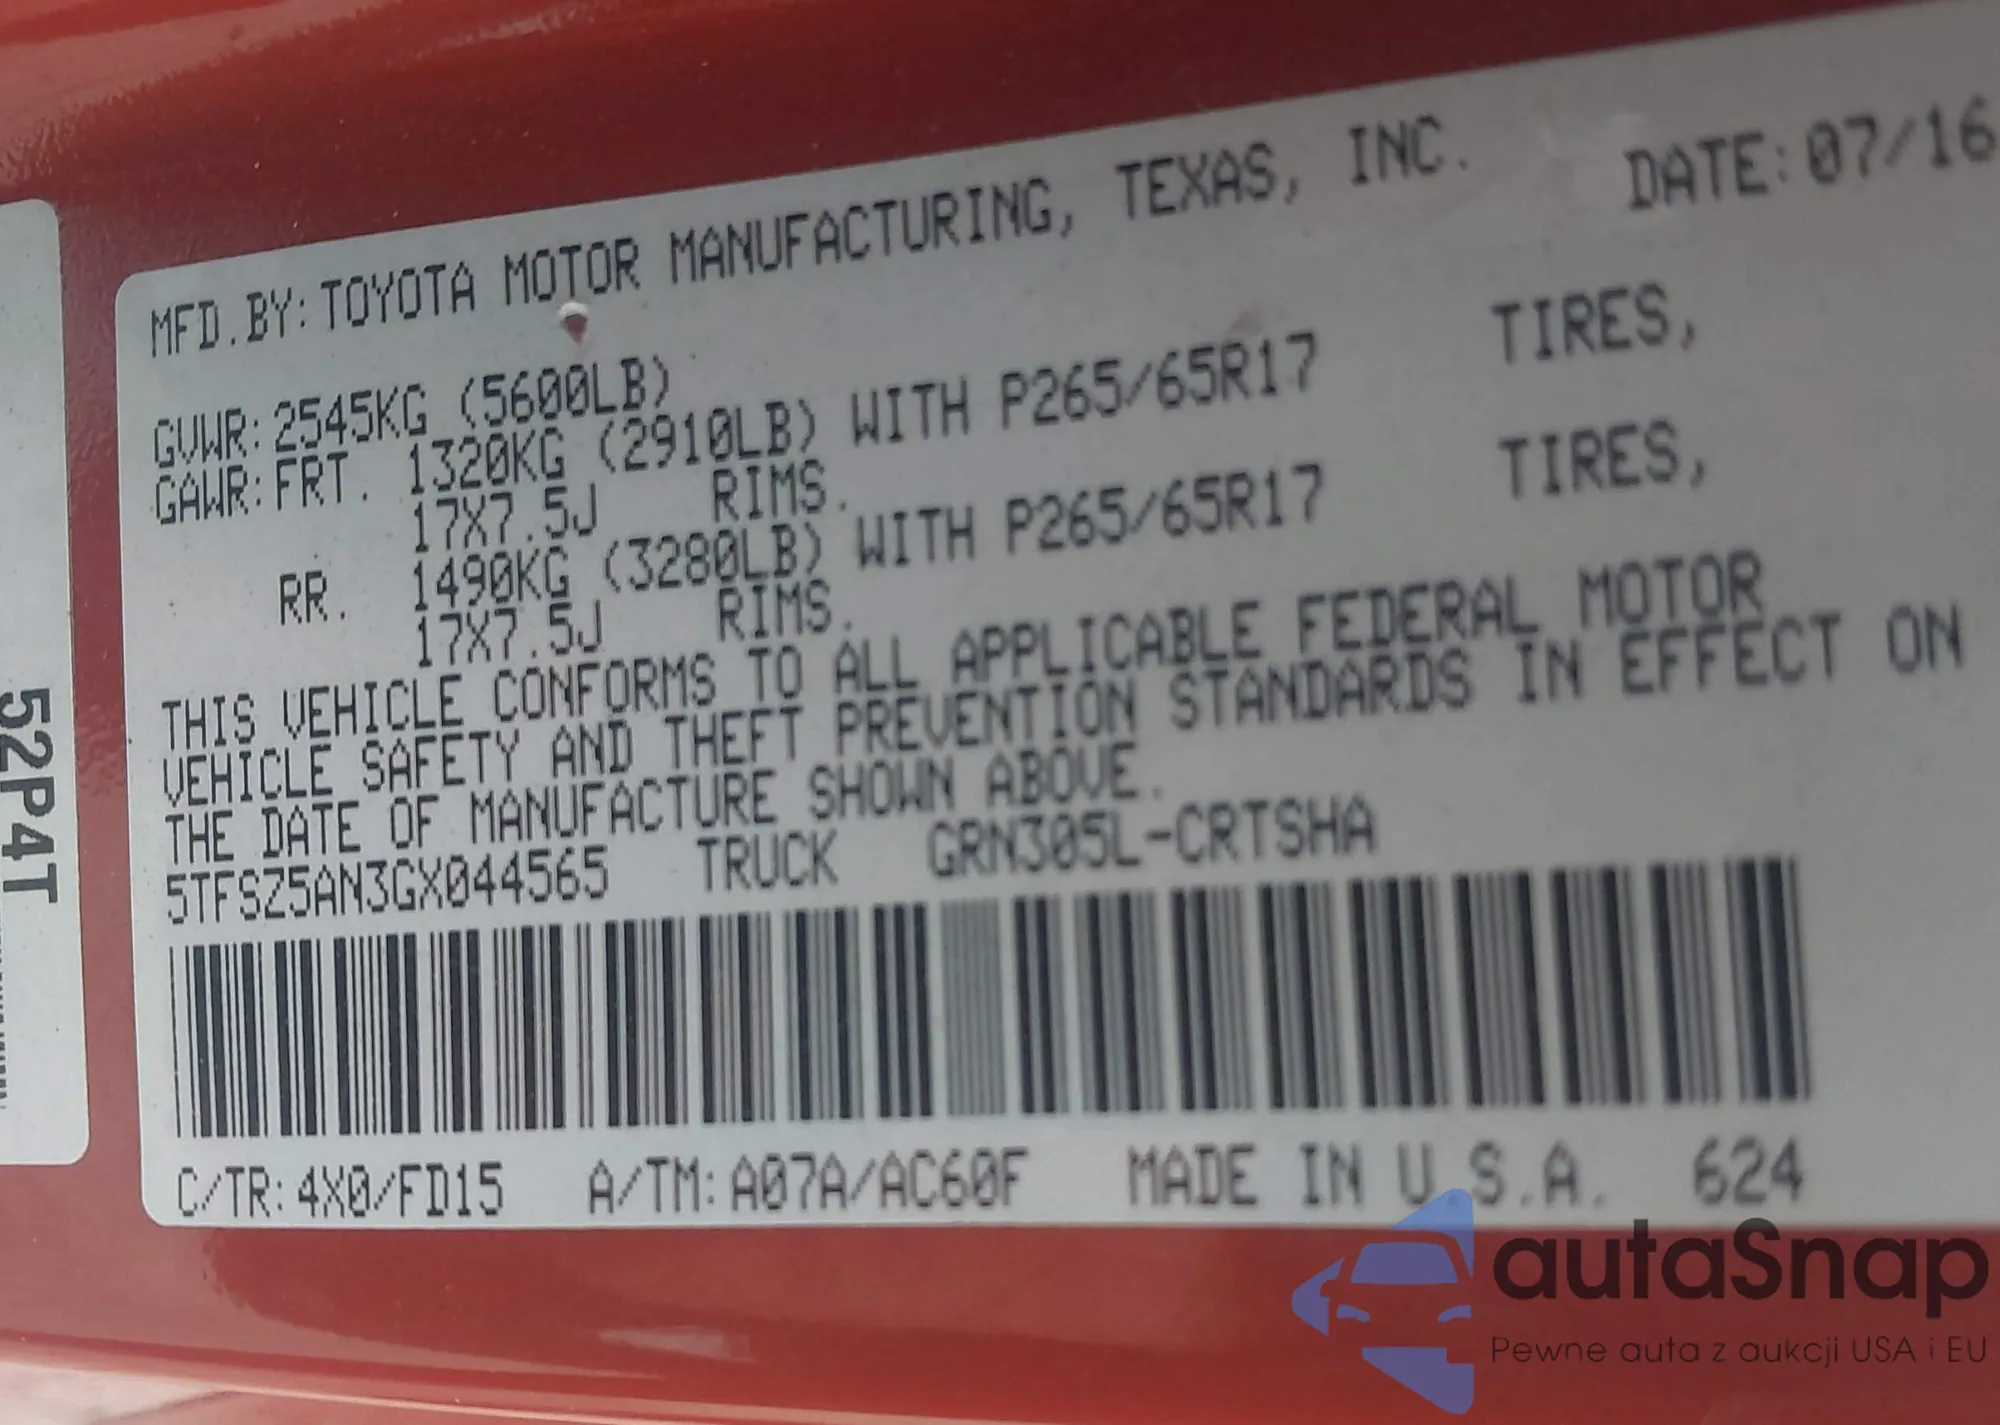 MFD.BY:TOYOTA MOTOR MANUFACTURING, TEXAS, INC. DATE:07/16
GVWR:2545KG (5600LB)
GAWR:FRT. 1320KG (2910LB) WITH P265/65R17 TIRES,
17X7.5J RIMS.
RR. 1490KG (3280LB) WITH P265/65R17 TIRES,
17X7.5J RIMS.
THIS VEHICLE CONFORMS TO ALL APPLICABLE FEDERAL MOTOR
VEHICLE SAFETY AND THEFT PREVENTION STANDARDS IN EFFECT ON
THE DATE OF MANUFACTURE SHOWN ABOVE.
5TFSZ5AN3GX044565 TRUCK GRN305L-CRTSHA
C/TR:4X0/FD15 A/TM:A07A/AC60F MADE IN U.S.A. 624
52P4T
autaSnap
Pewne auta z aukcji USA i EU